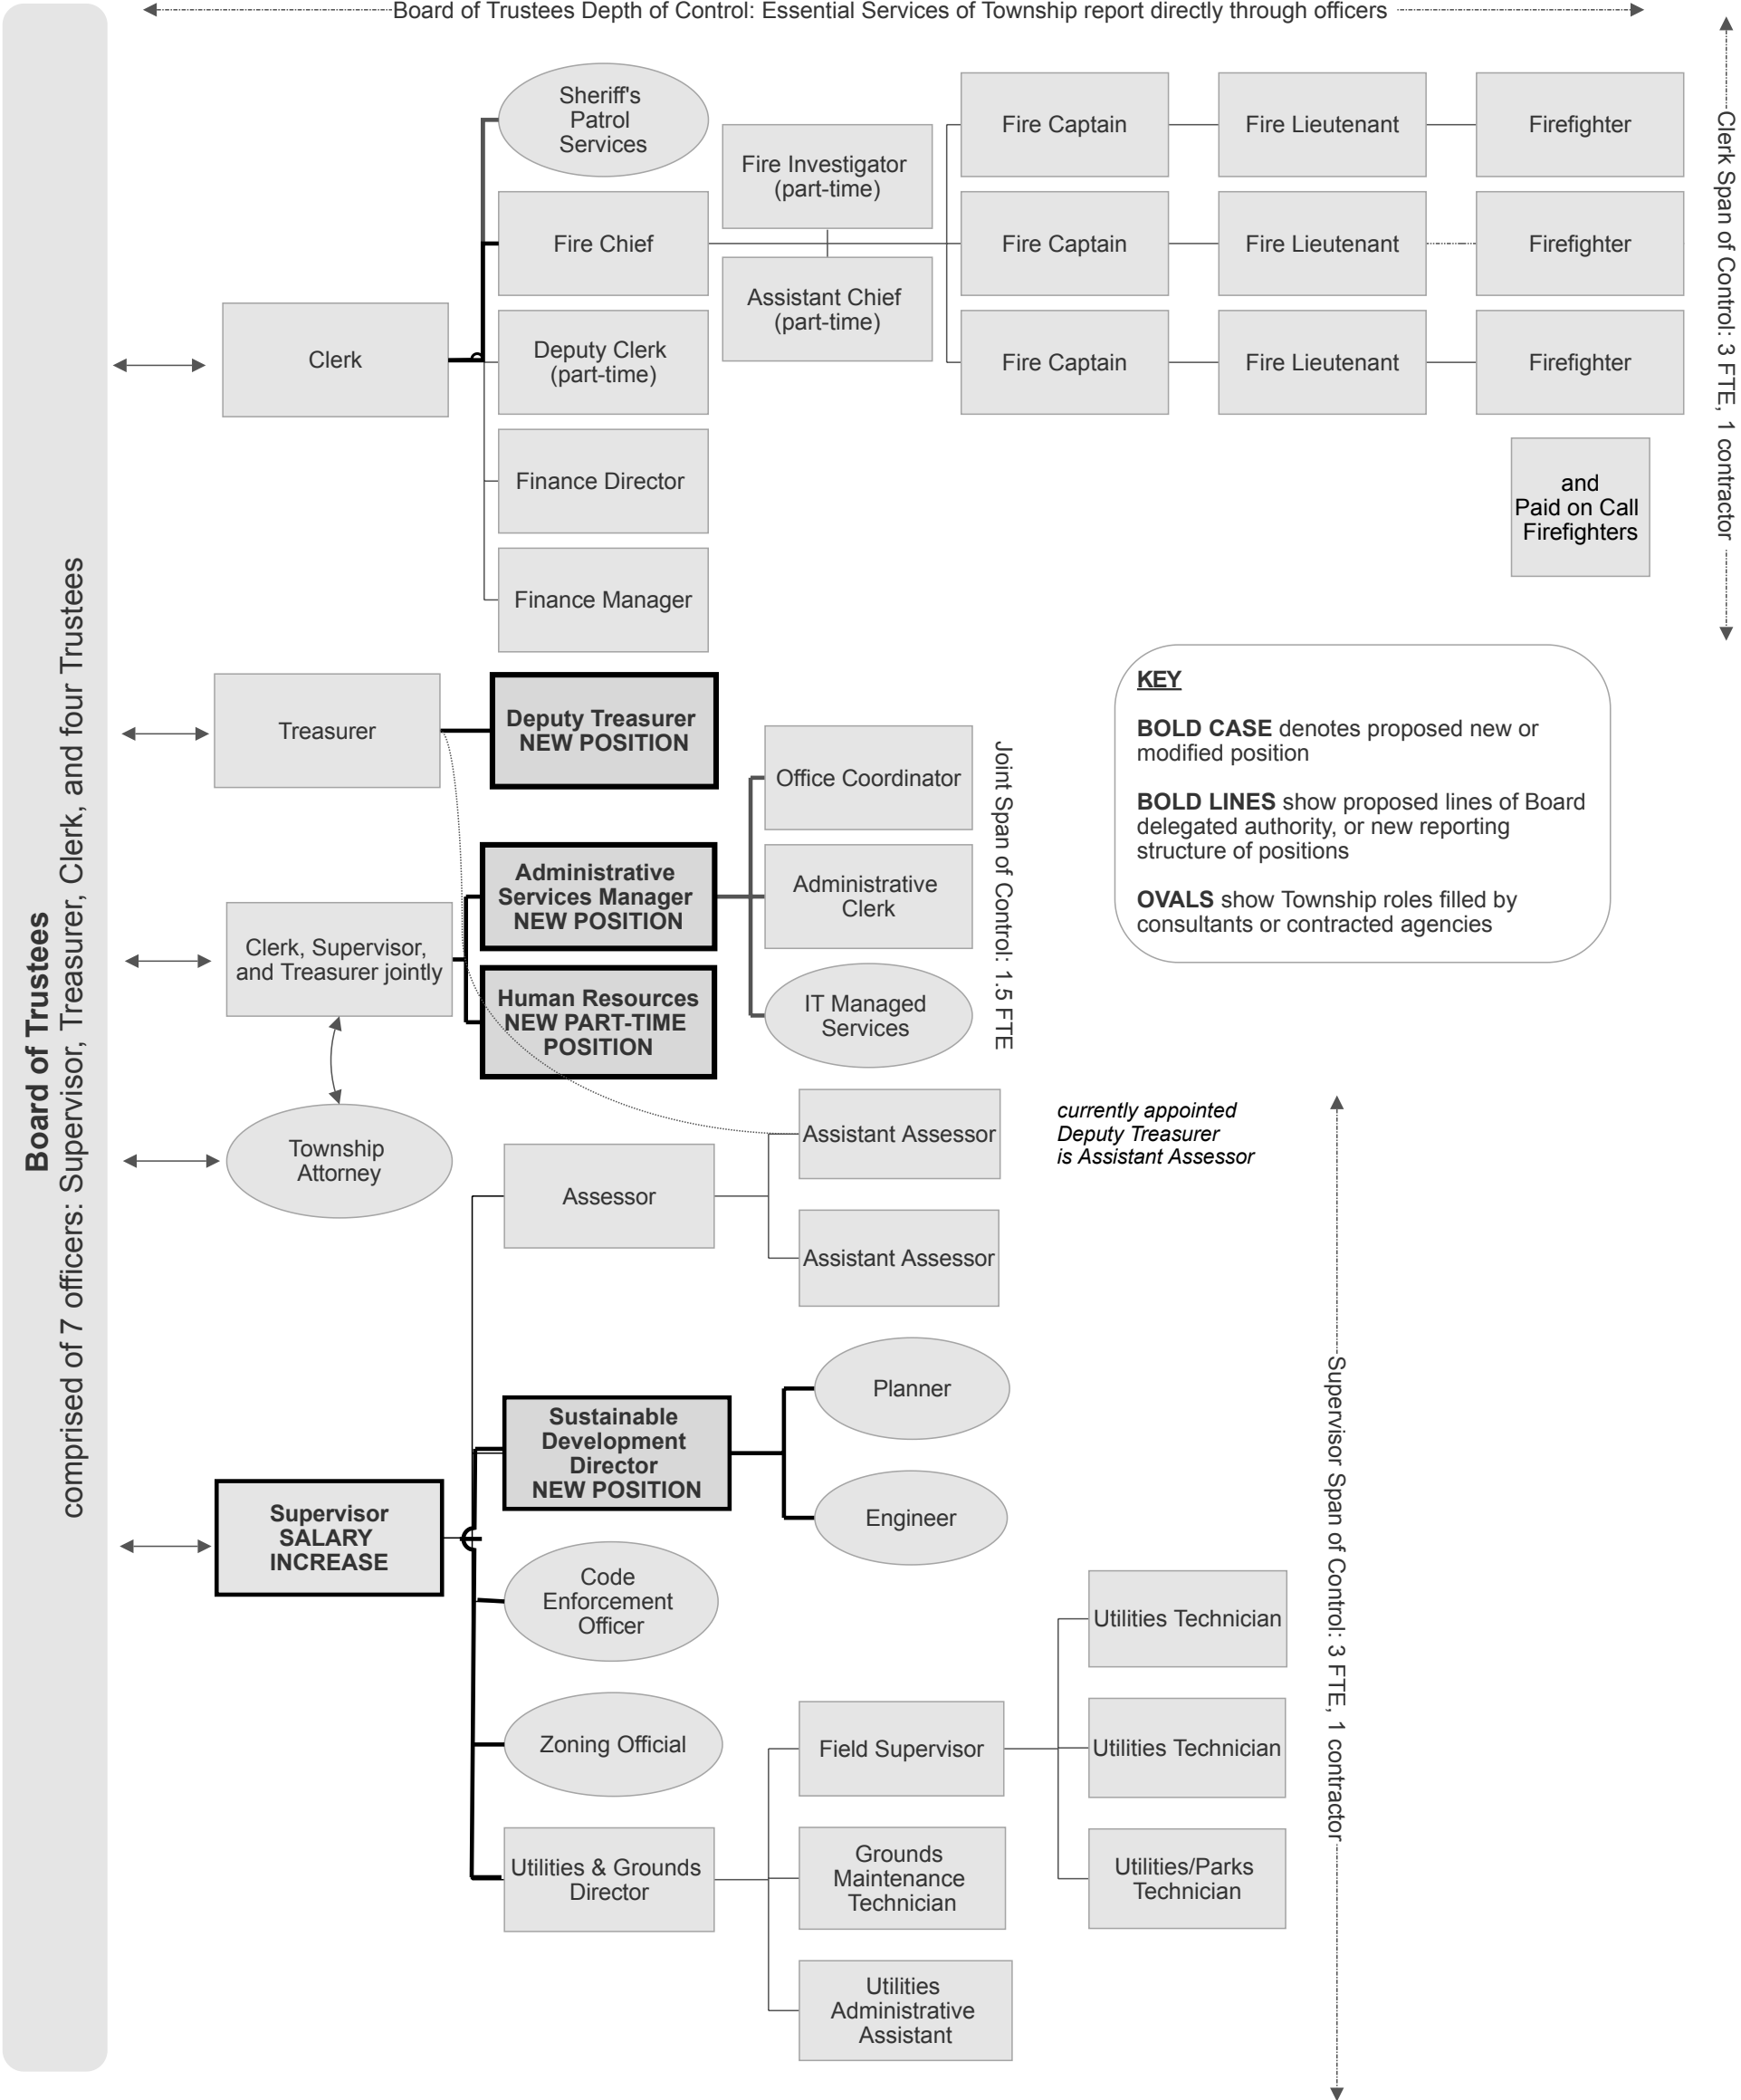 Board of Trustees Depth of Control: Essential Services of Township report directly through officers
Board of Trustees
comprised of 7 officers: Supervisor, Treasurer, Clerk, and four Trustees
Clerk
Sheriff's
Patrol
Services
Fire Chief
Deputy Clerk
(part-time)
Finance Director
Finance Manager
Fire Investigator
(part-time)
Assistant Chief
(part-time)
Fire Captain
Fire Lieutenant
Firefighter
Fire Captain
Fire Lieutenant
Firefighter
Fire Captain
Fire Lieutenant
Firefighter
and
Paid on Call
Firefighters
Clerk Span of Control: 3 FTE, 1 contractor
Treasurer
Deputy Treasurer
NEW POSITION
Clerk, Supervisor,
and Treasurer jointly
Administrative
Services Manager
NEW POSITION
Human Resources
NEW PART-TIME
POSITION
Office Coordinator
Administrative
Clerk
IT Managed
Services
Joint Span of Control: 1.5 FTE
KEY
BOLD CASE denotes proposed new or
modified position
BOLD LINES show proposed lines of Board
delegated authority, or new reporting
structure of positions
OVALS show Township roles filled by
consultants or contracted agencies
Township
Attorney
Assessor
Assistant Assessor
Assistant Assessor
currently appointed
Deputy Treasurer
is Assistant Assessor
Supervisor
SALARY
INCREASE
Sustainable
Development
Director
NEW POSITION
Planner
Engineer
Code
Enforcement
Officer
Zoning Official
Utilities & Grounds
Director
Field Supervisor
Grounds
Maintenance
Technician
Utilities
Administrative
Assistant
Utilities Technician
Utilities Technician
Utilities/Parks
Technician
Supervisor Span of Control: 3 FTE, 1 contractor